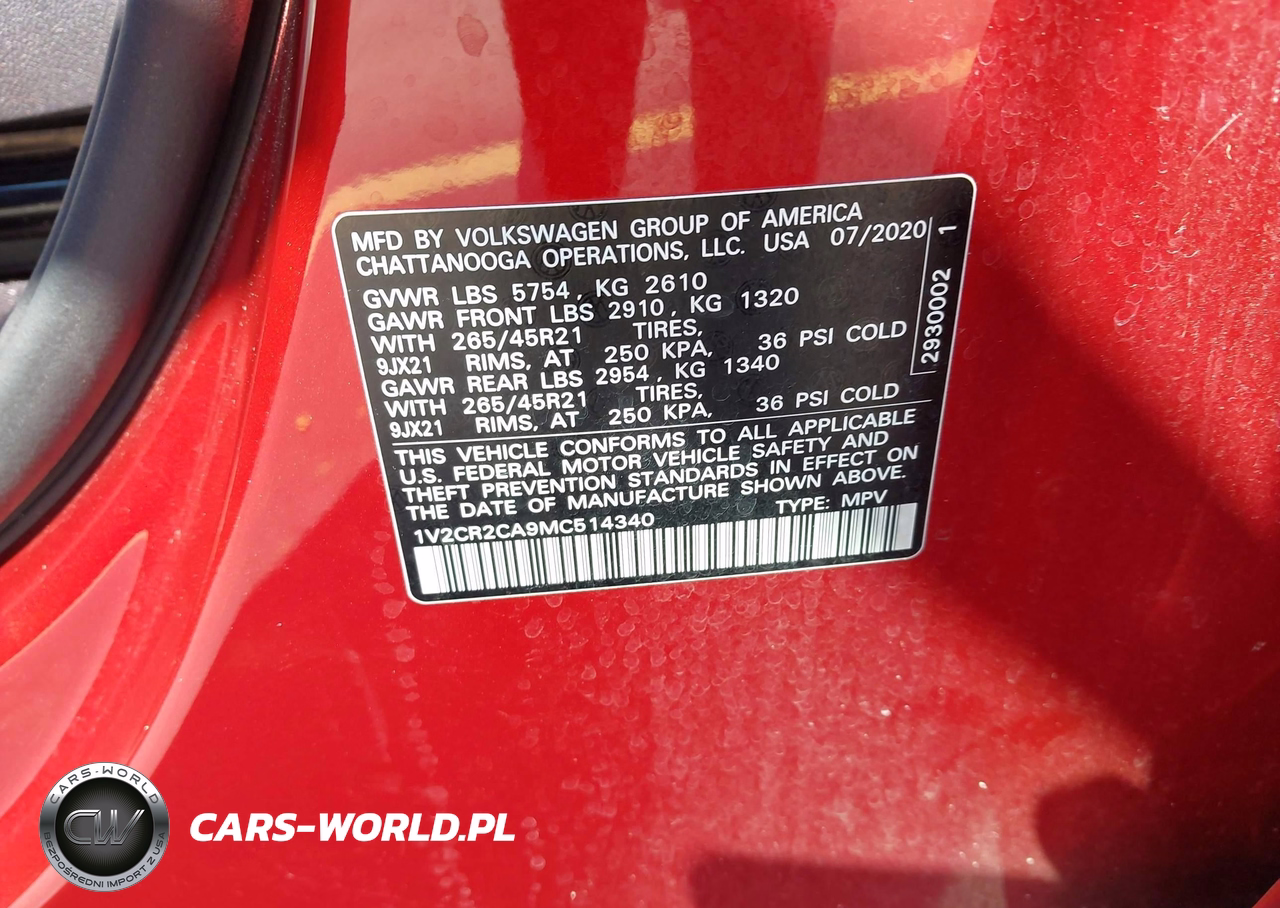 MFD BY VOLKSWAGEN GROUP OF AMERICA
CHATTANOOGA OPERATIONS, LLC. USA 07/2020
GVWR LBS 5754, KG 2610
GAWR FRONT LBS 2910, KG 1320
WITH 265/45R21 TIRES,
9JX21 RIMS, AT 250 KPA, 36 PSI COLD
GAWR REAR LBS 2954, KG 1340
WITH 265/45R21 TIRES,
9JX21 RIMS, AT 250 KPA, 36 PSI COLD
THIS VEHICLE CONFORMS TO ALL APPLICABLE
U.S. FEDERAL MOTOR VEHICLE SAFETY AND
THEFT PREVENTION STANDARDS IN EFFECT ON
THE DATE OF MANUFACTURE SHOWN ABOVE.
1V2CR2CA9MC514340 TYPE: MPV
2930002 1
CARS-WORLD
CW
BEZPOŚREDNI IMPORT Z USA
CARS-WORLD.PL